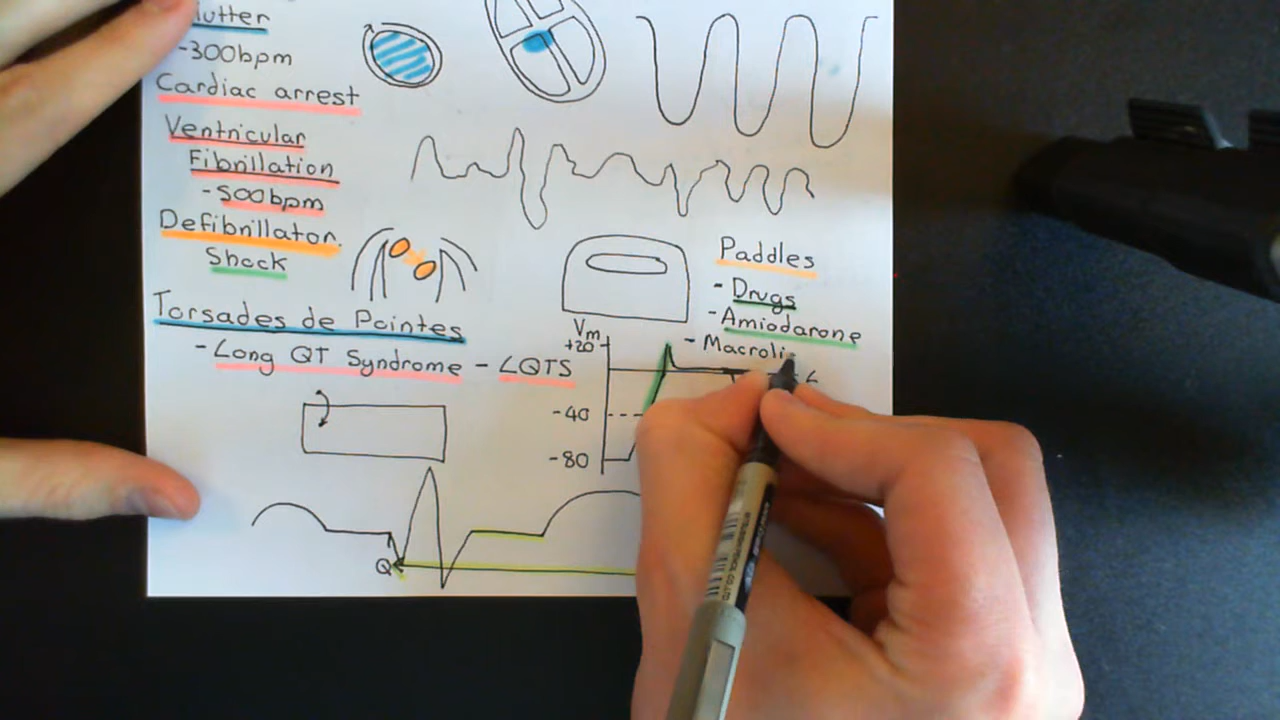 lutter
-300bpm
Cardiac arrest
Ventricular
Fibrillation
-500bpm
Defibrillator.
Shock
Paddles
- Drugs
- Amiodarone
- Macroli
Torsades de Pointes
- Long QT Syndrome - LQTS
Vm
+20
-40
-80
Q